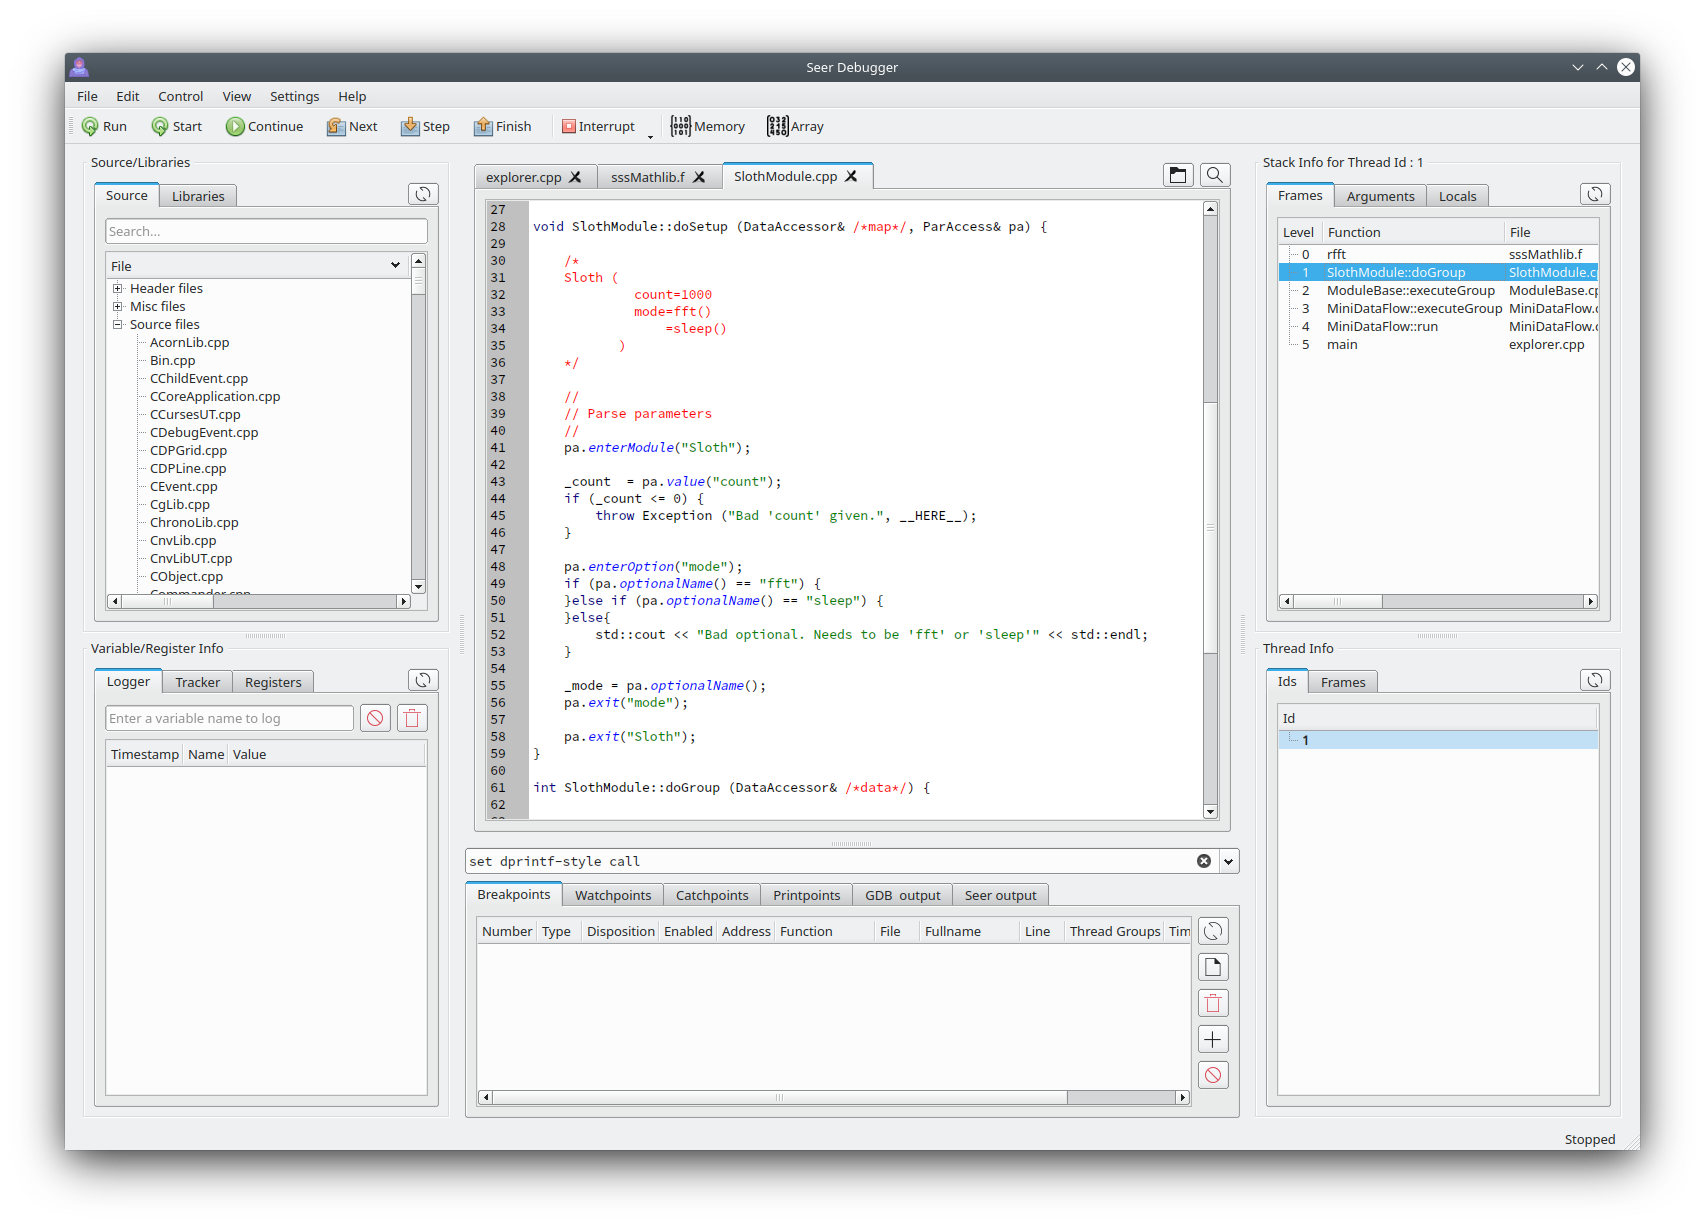 Seer Debugger
File Edit Control View Settings Help
Run Start Continue Next Step Finish Interrupt Memory Array
Source/Libraries
Source Libraries
Search...
File
Header files
Misc files
Source files
AcornLib.cpp
Bin.cpp
CChildEvent.cpp
CCoreApplication.cpp
CCursesUT.cpp
CDebugEvent.cpp
CDPGrid.cpp
CDPLine.cpp
CEvent.cpp
CgLib.cpp
ChronoLib.cpp
CnvLib.cpp
CnvLibUT.cpp
CObject.cpp
Commander.cpp
Variable/Register Info
Logger Tracker Registers
Enter a variable name to log
Timestamp Name Value
explorer.cpp sssMathlib.f SlothModule.cpp
27
28 void SlothModule::doSetup (DataAccessor& /*map*/, ParAccess& pa) {
29
30 /*
31 Sloth (
32 count=1000
33 mode=fft()
34 =sleep()
35 )
36 */
37
38 //
39 // Parse parameters
40 //
41 pa.enterModule("Sloth");
42
43 _count  = pa.value("count");
44 if (_count <= 0) {
45 throw Exception ("Bad 'count' given.", __HERE__);
46 }
47
48 pa.enterOption("mode");
49 if (pa.optionalName() == "fft") {
50 }else if (pa.optionalName() == "sleep") {
51 }else{
52 std::cout << "Bad optional. Needs to be 'fft' or 'sleep'" << std::endl;
53 }
54
55 _mode = pa.optionalName();
56 pa.exit("mode");
57
58 pa.exit("Sloth");
59 }
60
61 int SlothModule::doGroup (DataAccessor& /*data*/) {
62
set dprintf-style call
Breakpoints Watchpoints Catchpoints Printpoints GDB output Seer output
Number Type Disposition Enabled Address Function File Fullname Line Thread Groups Tim
Stack Info for Thread Id : 1
Frames Arguments Locals
Level Function File
0 rfft sssMathlib.f
1 SlothModule::doGroup SlothModule.cp
2 ModuleBase::executeGroup ModuleBase.cp
3 MiniDataFlow::executeGroup MiniDataFlow.c
4 MiniDataFlow::run MiniDataFlow.c
5 main explorer.cpp
Thread Info
Ids Frames
Id
1
Stopped